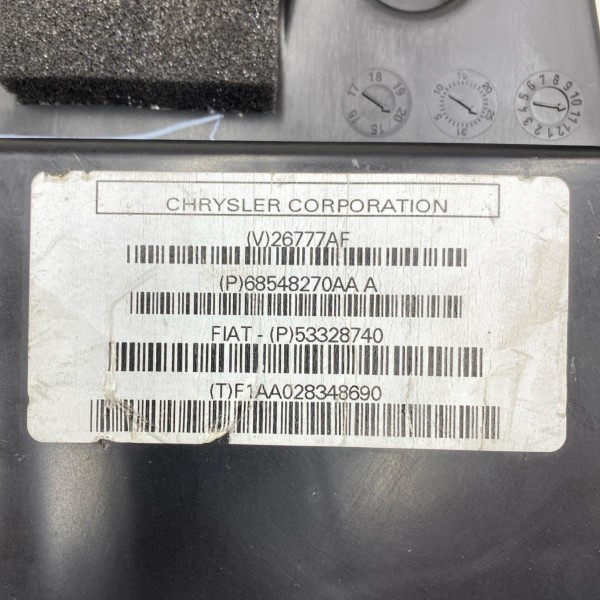 CHRYSLER CORPORATION
(V)26777AF
(P)68548270AA A
FIAT - (P)53328740
(T)F1AA028348690